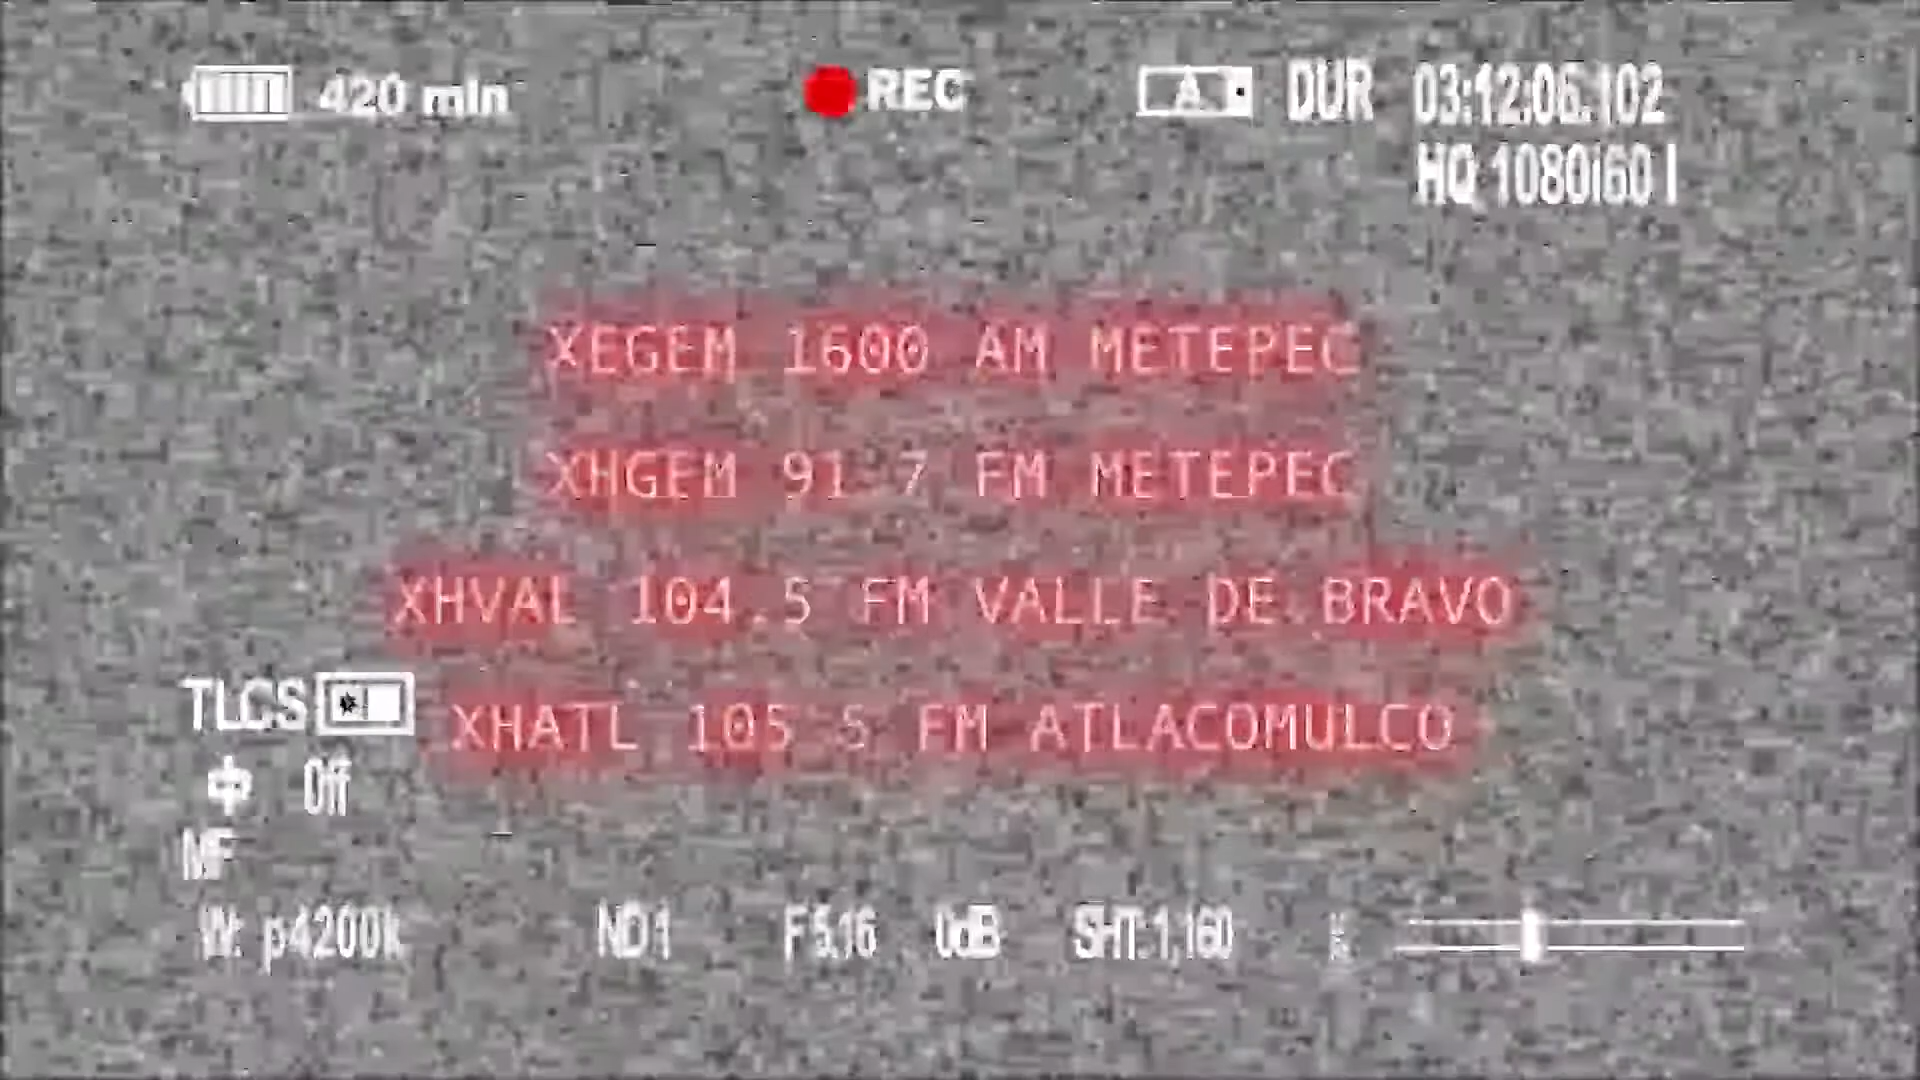 420 min
REC
A DUR 03:12:06.102
HQ 1080i60
XEGEM 1600 AM METEPEC
XHGEM 91.7 FM METEPEC
XHVAL 104.5 FM VALLE DE BRAVO
XHATL 105.5 FM ATLACOMULCO
TLCS
Off
MF
W: p4200k ND1 F5.16 0dB SHT:1,160